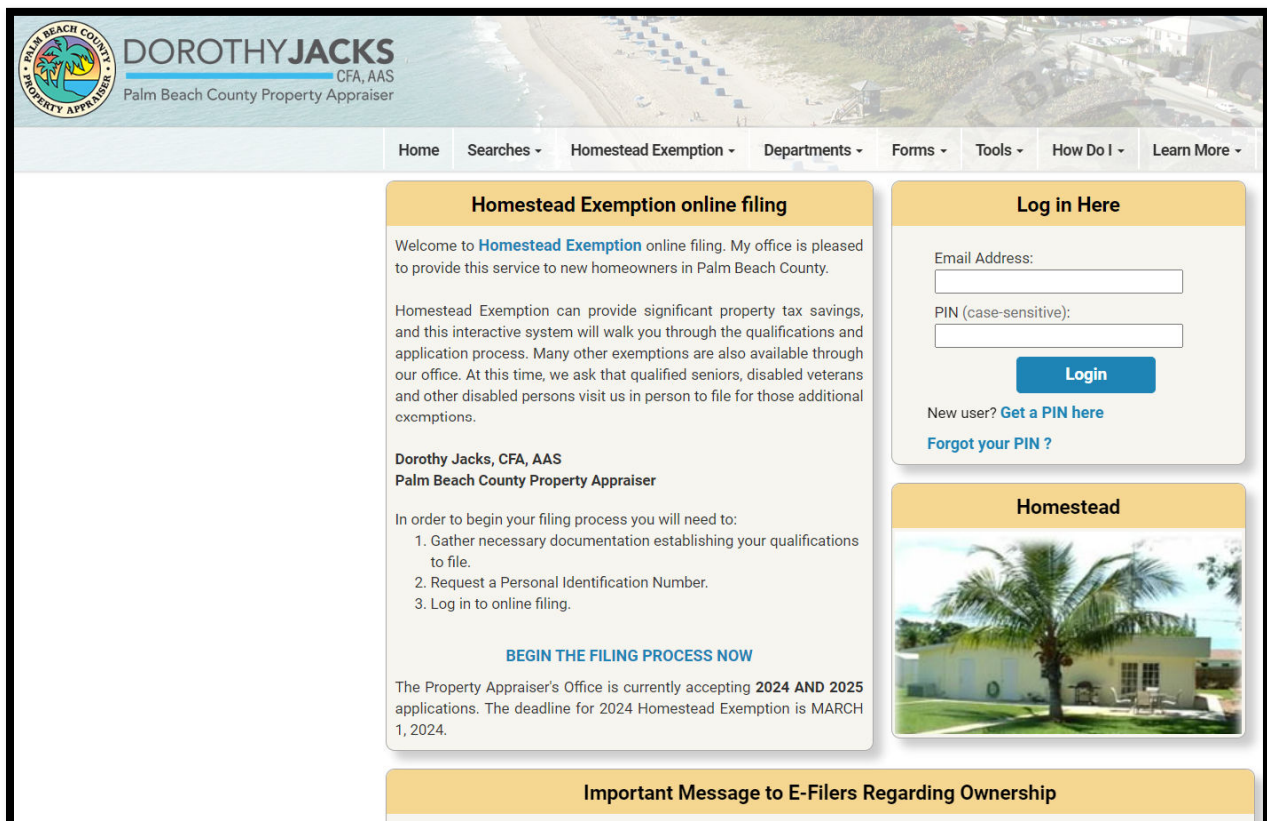 PALM BEACH COUNTY
PROPERTY APPRAISER
DOROTHYJACKS
CFA, AAS
Palm Beach County Property Appraiser
Home Searches Homestead Exemption Departments Forms Tools How Do I Learn More
Homestead Exemption online filing
Welcome to Homestead Exemption online filing. My office is pleased
to provide this service to new homeowners in Palm Beach County.
Homestead Exemption can provide significant property tax savings,
and this interactive system will walk you through the qualifications and
application process. Many other exemptions are also available through
our office. At this time, we ask that qualified seniors, disabled veterans
and other disabled persons visit us in person to file for those additional
exemptions.
Dorothy Jacks, CFA, AAS
Palm Beach County Property Appraiser
In order to begin your filing process you will need to:
1. Gather necessary documentation establishing your qualifications
to file.
2. Request a Personal Identification Number.
3. Log in to online filing.
BEGIN THE FILING PROCESS NOW
The Property Appraiser's Office is currently accepting 2024 AND 2025
applications. The deadline for 2024 Homestead Exemption is MARCH
1, 2024.
Log in Here
Email Address:
PIN (case-sensitive):
Login
New user? Get a PIN here
Forgot your PIN ?
Homestead
Important Message to E-Filers Regarding Ownership